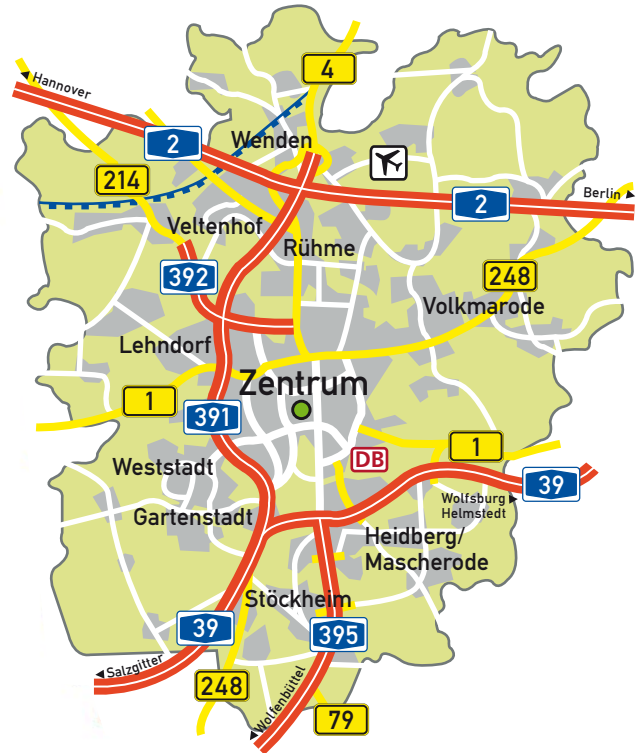 4
Hannover
2
Wenden
214
Berlin
2
Veltenhof
Rühme
392
248
Volkmarode
Lehndorf
Zentrum
1
391
1
DB
Weststadt
39
Wolfsburg
Helmstedt
Gartenstadt
Heidberg/
Mascherode
Stöckheim
39
395
Salzgitter
248
Wolfenbüttel
79